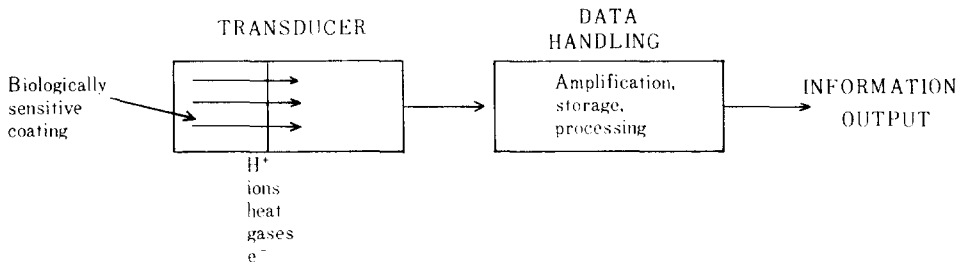 TRANSDUCER
DATA
HANDLING
Biologically
sensitive
coating
Amplification,
storage,
processing
INFORMATION
OUTPUT
H⁺
ions
heat
gases
e⁻